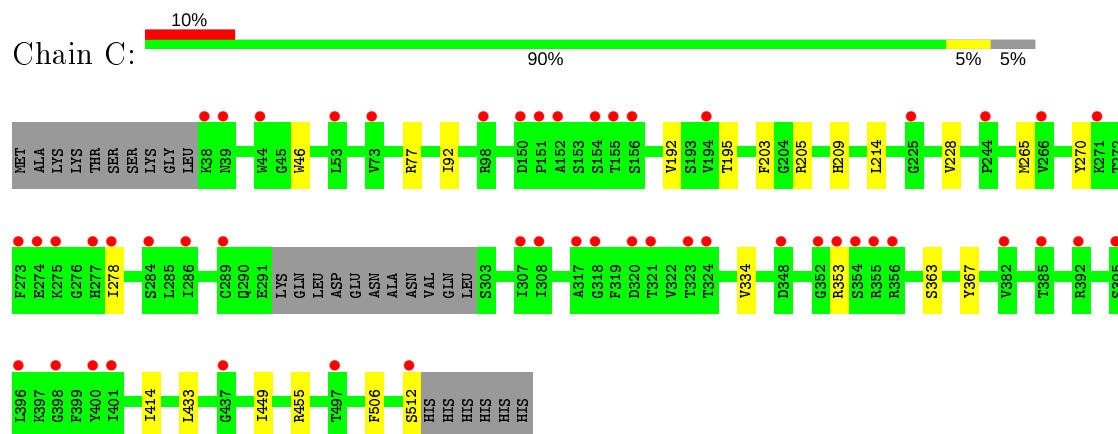 10%
Chain C:
90% 5% 5%
MET ALA LYS LYS THR SER SER LYS GLY LEU K38 N39 W44 G45 W46 L53 V73 R77 I92 R98 D150 P161 A152 S153 S154 T155 S156 V192 S193 V194 T195 F203 G204 R205 H209 L214 G225 V228 P244 M265 V266 Y270 K271 T272
F273 E274 K275 G276 H277 I278 S284 L285 I286 C289 Q290 E291 LYS GLN LEU ASP GLU ASN ALA ASN VAL GLN LEU S303 I307 I308 A317 G318 F319 D320 T321 V322 T323 T324 V334 D348 G352 R353 S354 R355 R356 S363 Y367 V382 T385 R392 S395
L396 K397 G398 F399 Y400 I401 I414 L433 G437 I449 R455 T497 F506 S512 HIS HIS HIS HIS HIS HIS